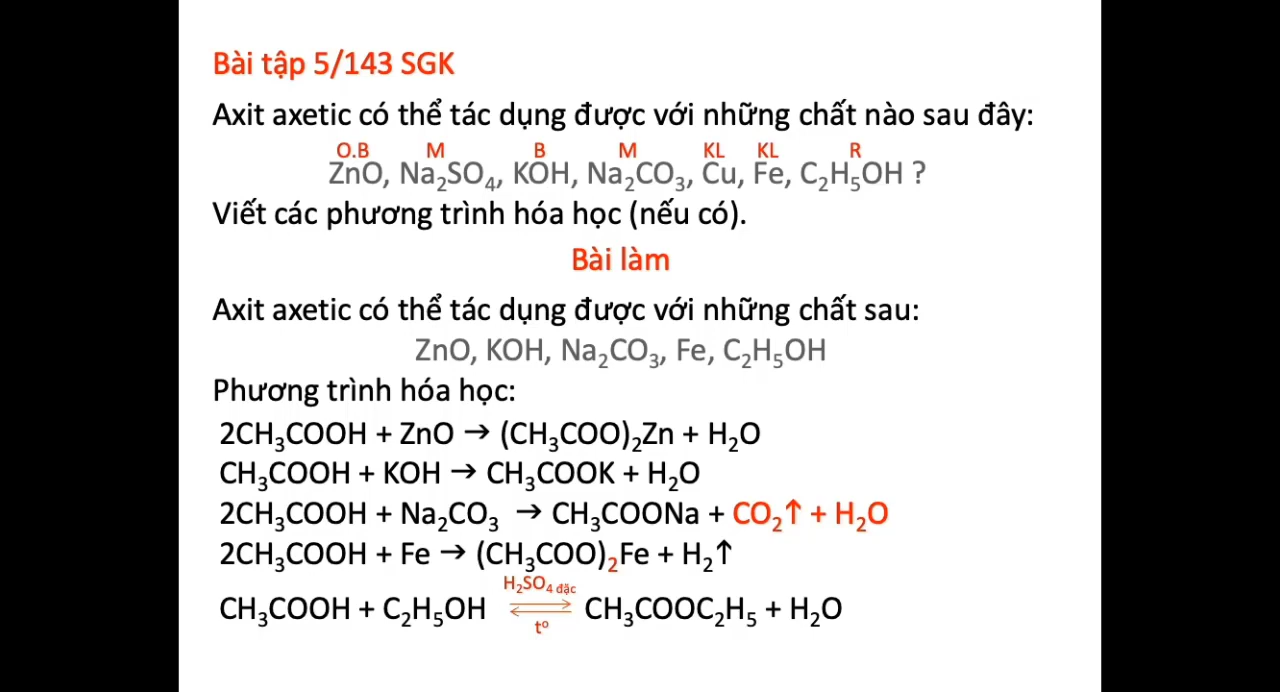 Bài tập 5/143 SGK
Axit axetic có thể tác dụng được với những chất nào sau đây:
O.B M B M KL KL R
ZnO, Na₂SO₄, KOH, Na₂CO₃, Cu, Fe, C₂H₅OH ?
Viết các phương trình hóa học (nếu có).
Bài làm
Axit axetic có thể tác dụng được với những chất sau:
ZnO, KOH, Na₂CO₃, Fe, C₂H₅OH
Phương trình hóa học:
2CH₃COOH + ZnO → (CH₃COO)₂Zn + H₂O
CH₃COOH + KOH → CH₃COOK + H₂O
2CH₃COOH + Na₂CO₃ → CH₃COONa + CO₂↑ + H₂O
2CH₃COOH + Fe → (CH₃COO)₂Fe + H₂↑
H₂SO₄ đặc
CH₃COOH + C₂H₅OH ⇌ CH₃COOC₂H₅ + H₂O
tº